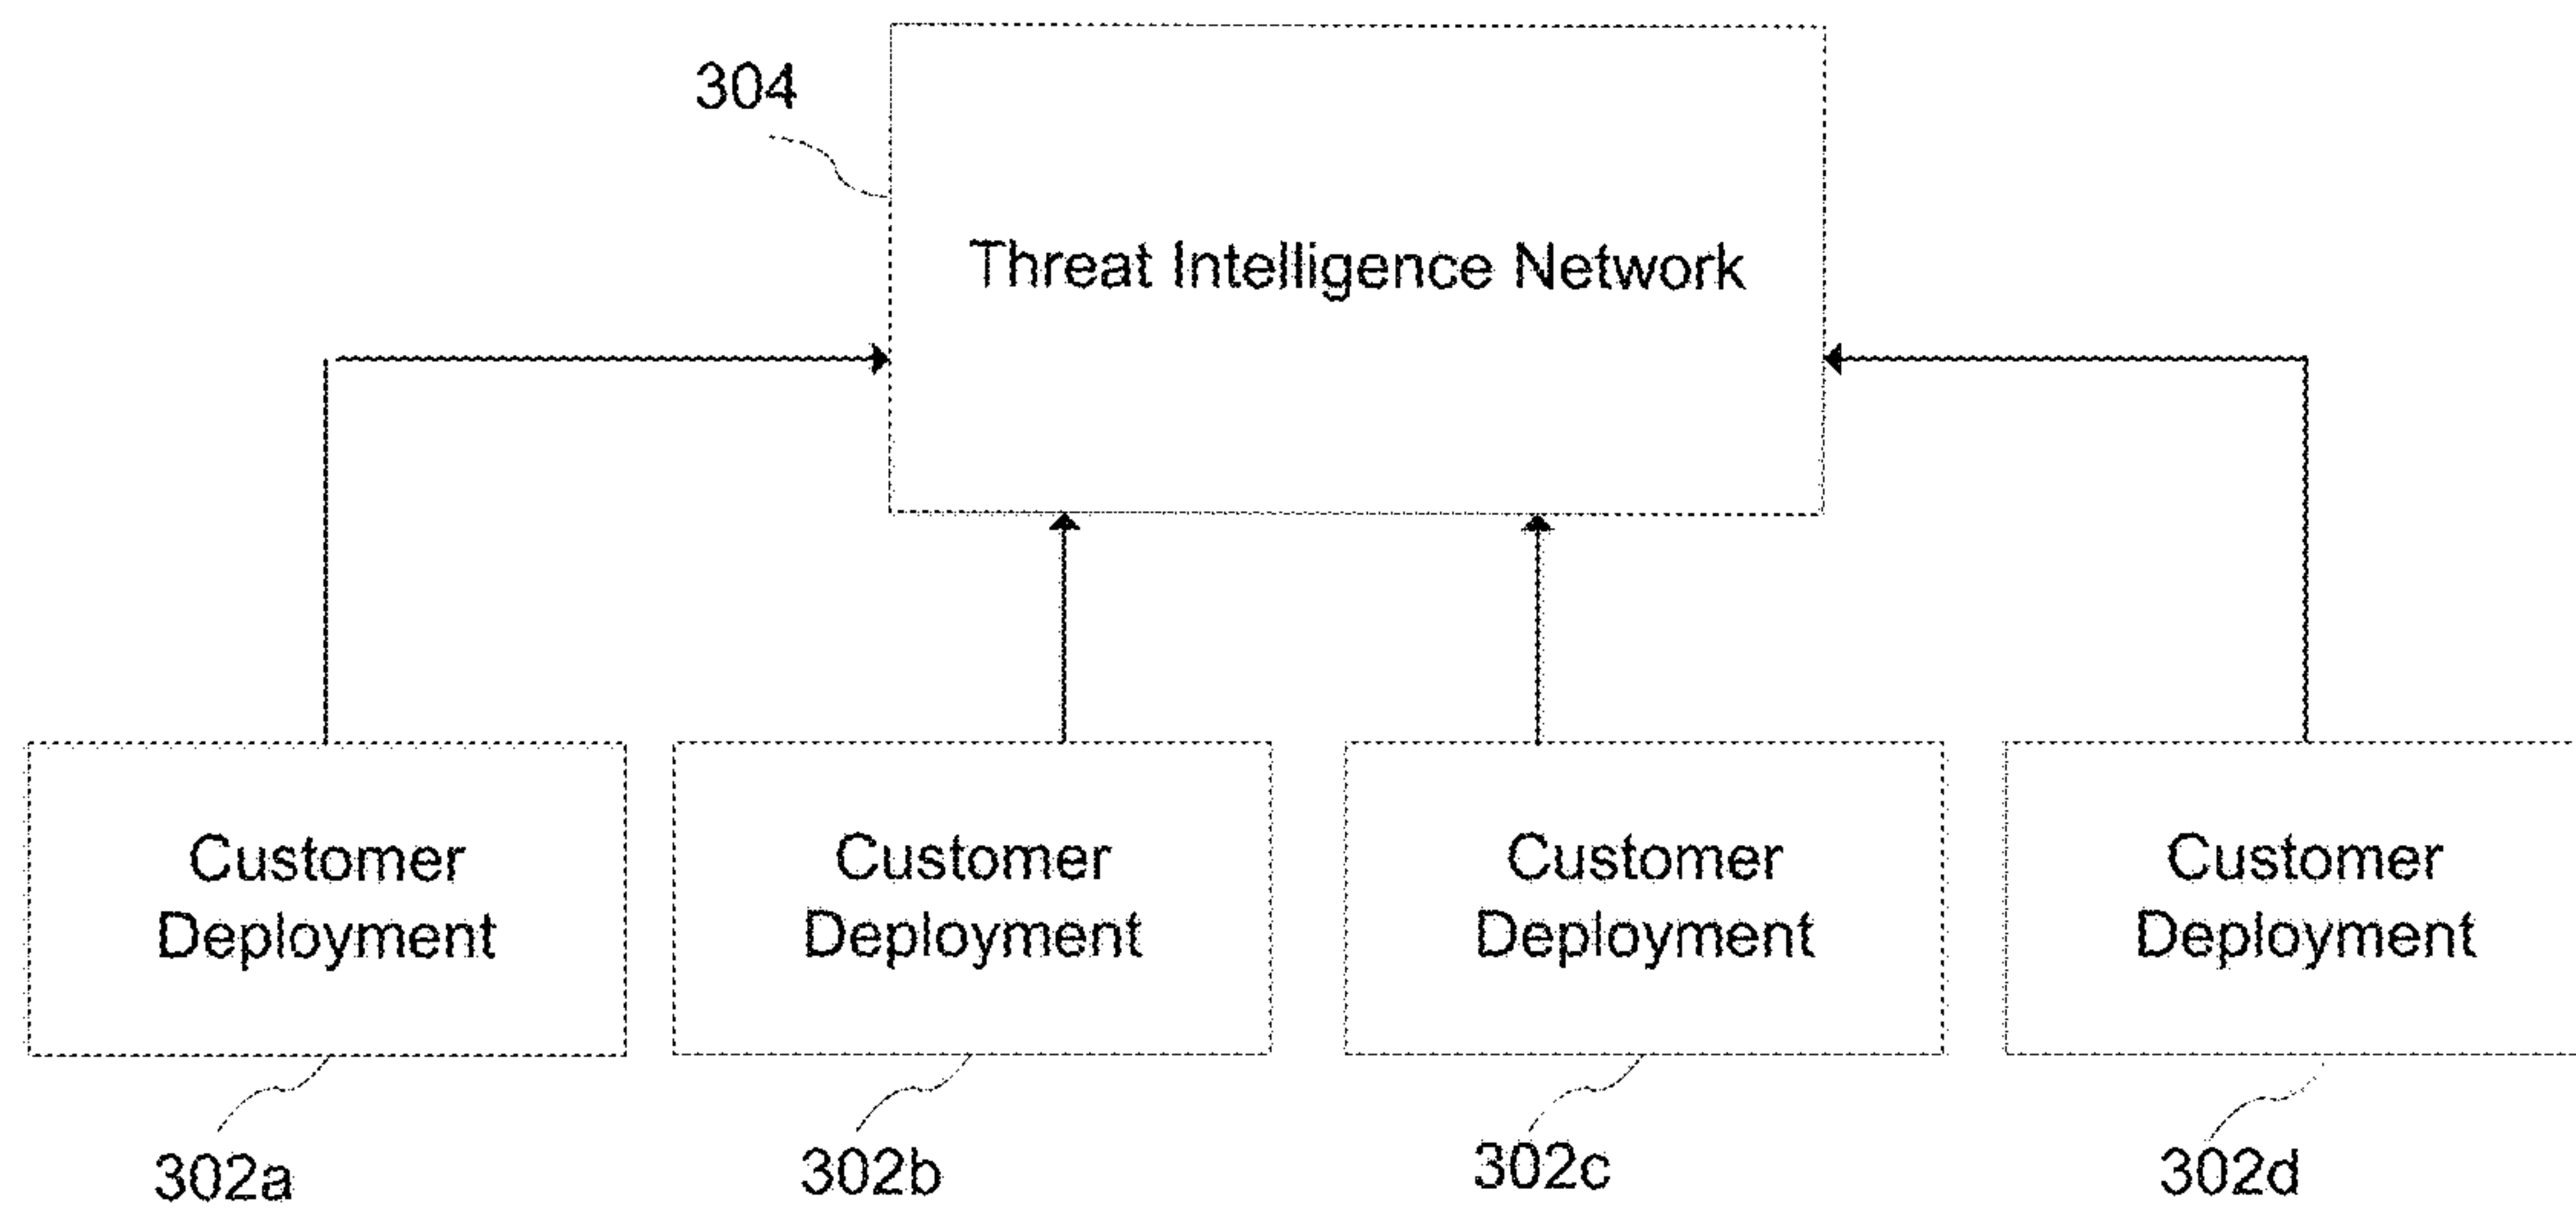 304
Threat Intelligence Network
Customer
Deployment
Customer
Deployment
Customer
Deployment
Customer
Deployment
302a
302b
302c
302d